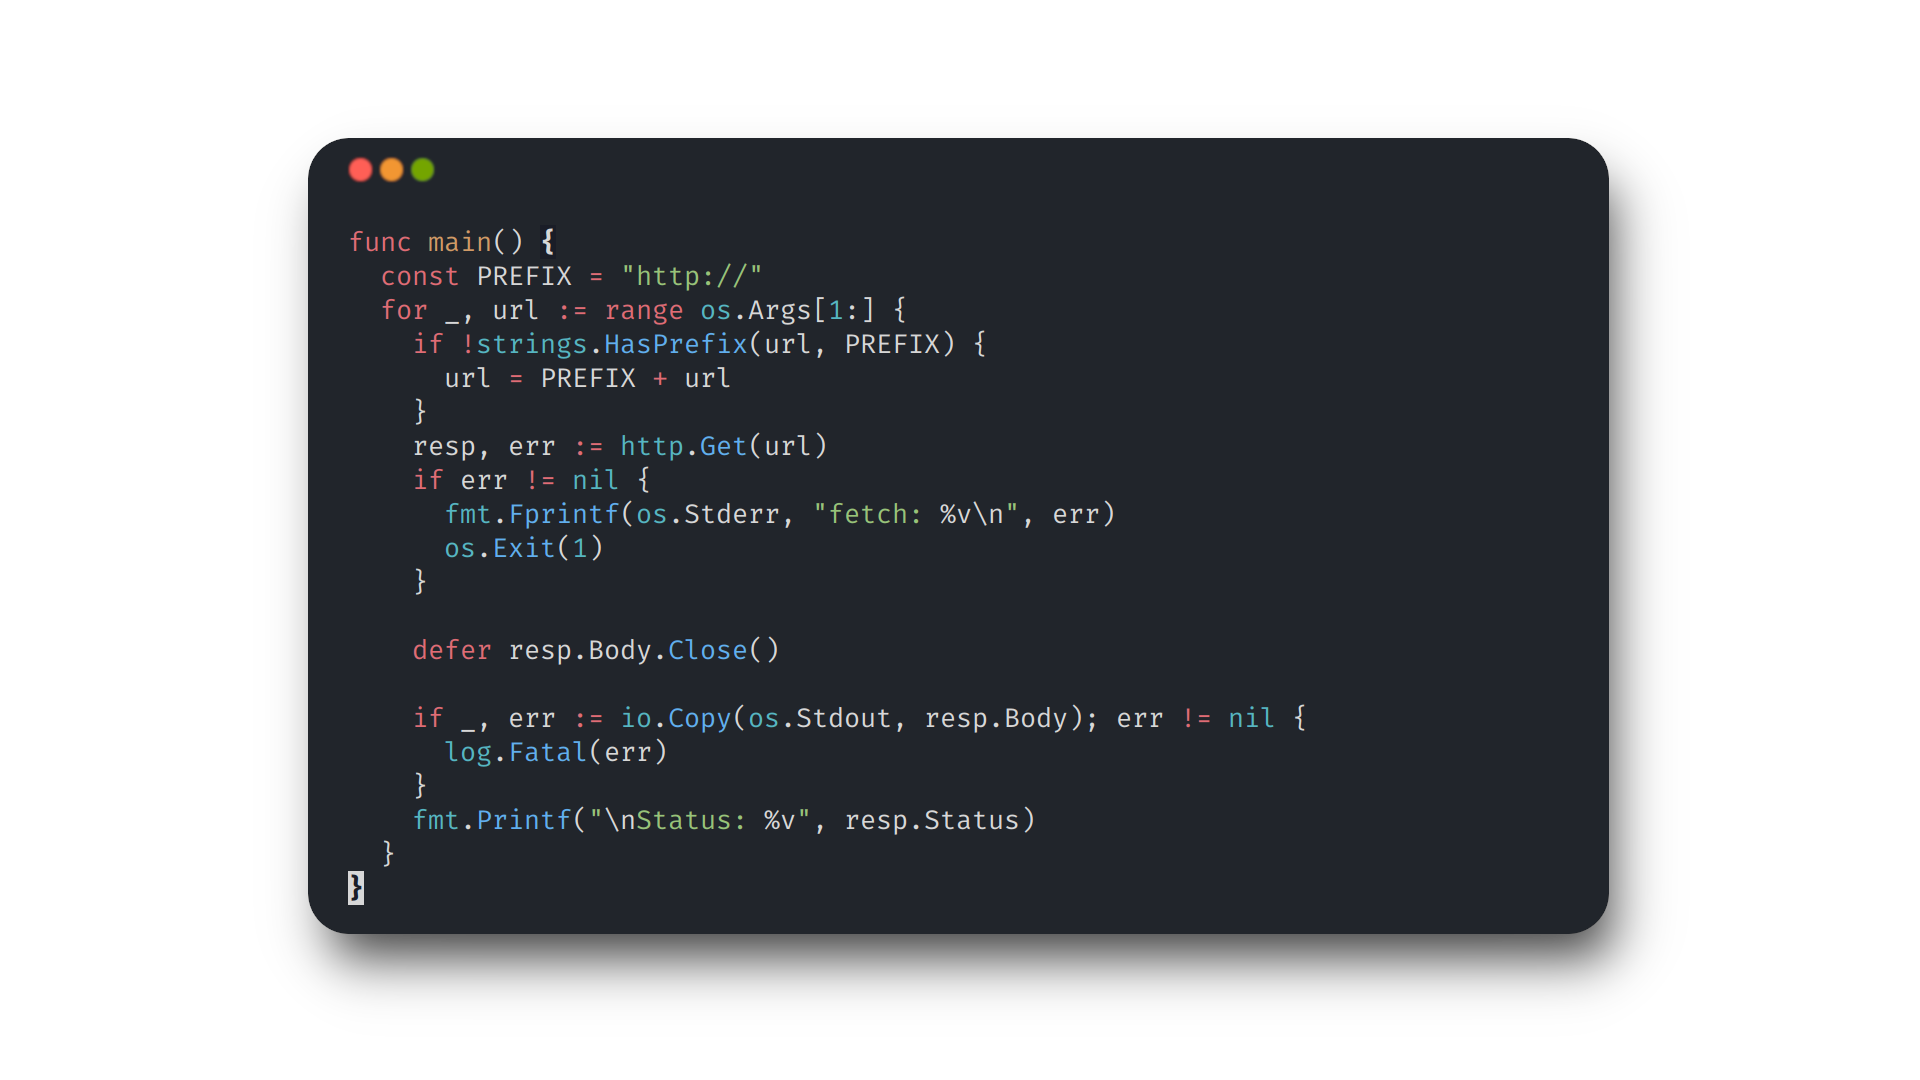 func main() {
  const PREFIX = "http://"
  for _, url := range os.Args[1:] {
    if !strings.HasPrefix(url, PREFIX) {
      url = PREFIX + url
    }
    resp, err := http.Get(url)
    if err != nil {
      fmt.Fprintf(os.Stderr, "fetch: %v\n", err)
      os.Exit(1)
    }

    defer resp.Body.Close()

    if _, err := io.Copy(os.Stdout, resp.Body); err != nil {
      log.Fatal(err)
    }
    fmt.Printf("\nStatus: %v", resp.Status)
  }
}